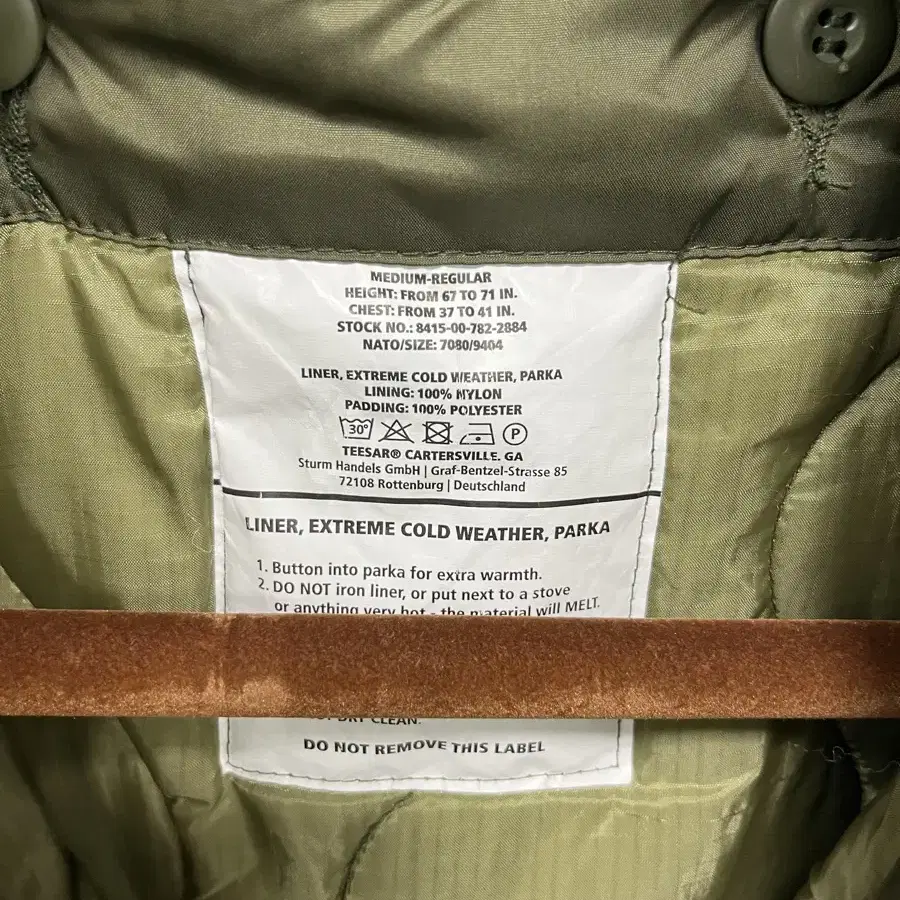 MEDIUM-REGULAR
HEIGHT: FROM 67 TO 71 IN.
CHEST: FROM 37 TO 41 IN.
STOCK NO.: 8415-00-782-2884
NATO/SIZE: 7080/9404
LINER, EXTREME COLD WEATHER, PARKA
LINING: 100% NYLON
PADDING: 100% POLYESTER
30° P
TEESAR® CARTERSVILLE. GA
Sturm Handels GmbH | Graf-Bentzel-Strasse 85
72108 Rottenburg | Deutschland
LINER, EXTREME COLD WEATHER, PARKA
1. Button into parka for extra warmth.
2. DO NOT iron liner, or put next to a stove
or anything very hot - the material will MELT.
DRY CLEAN.
DO NOT REMOVE THIS LABEL